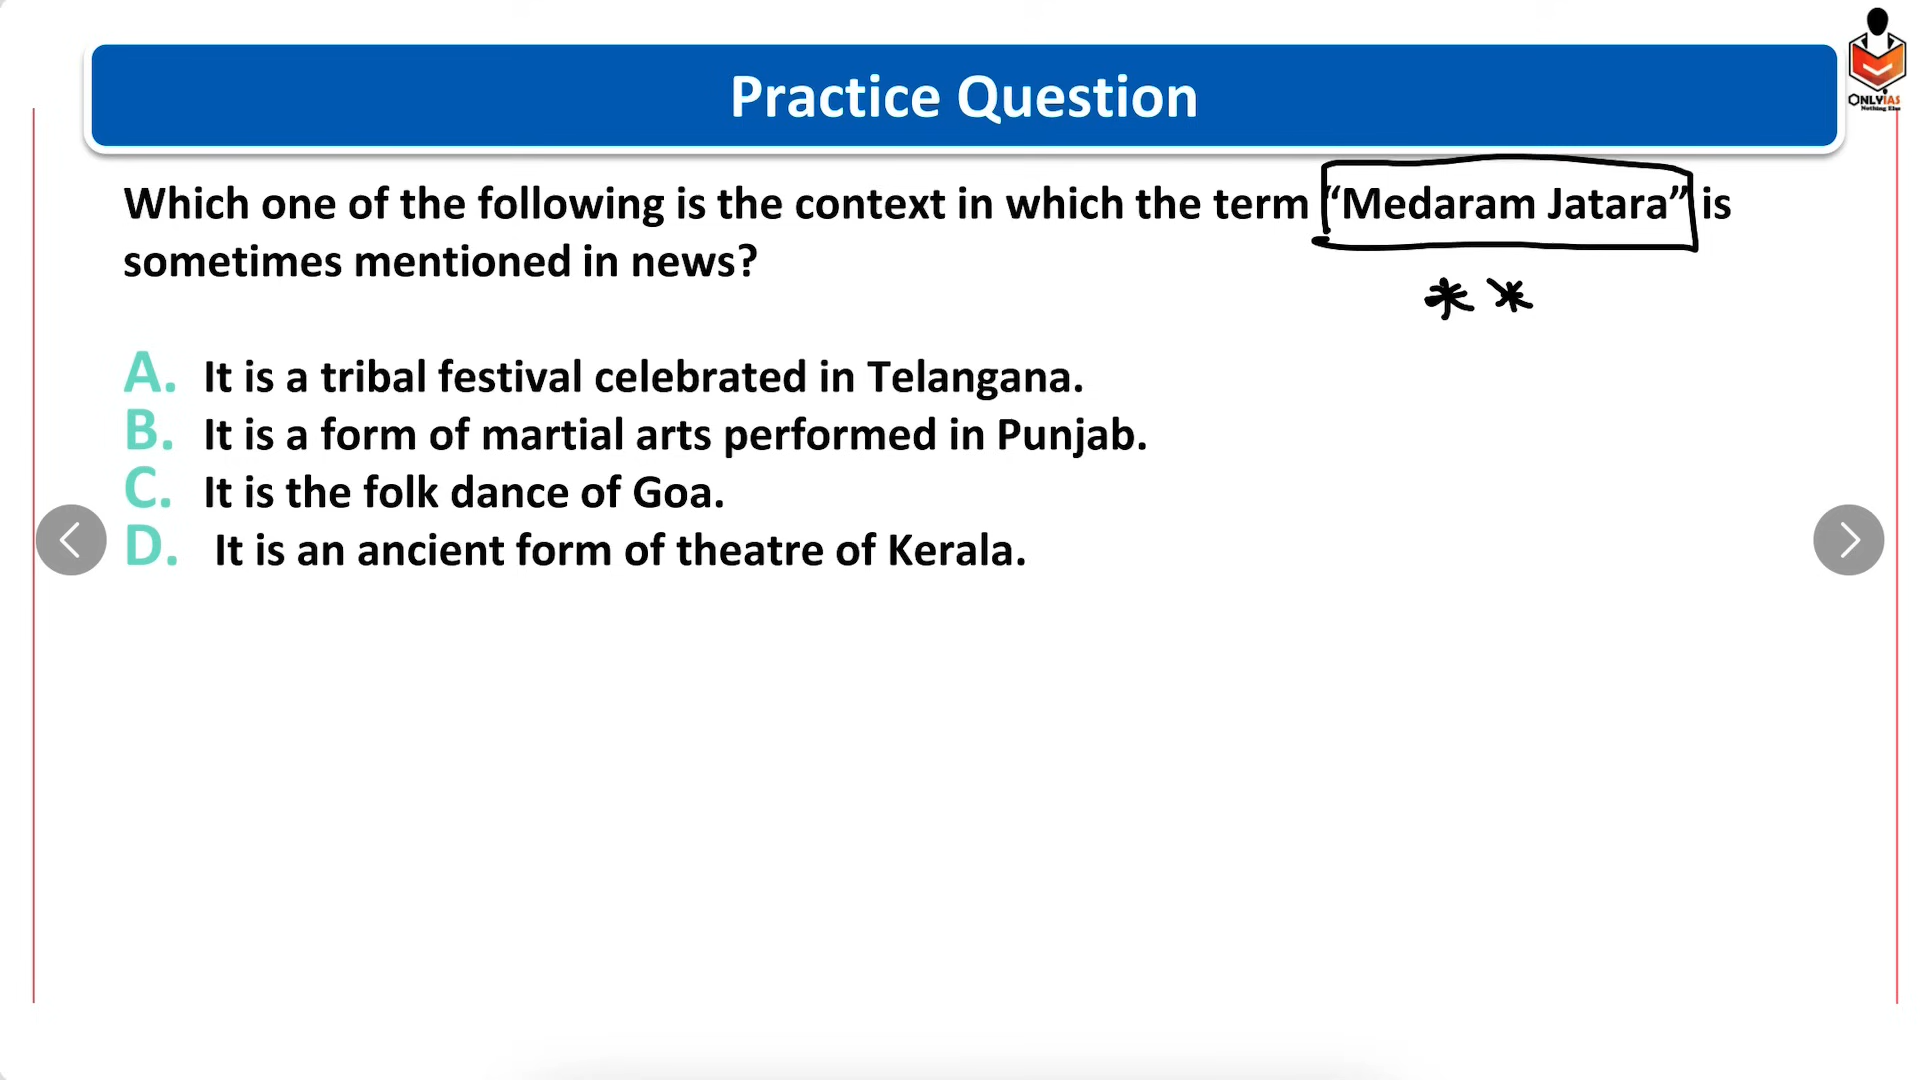 Practice Question
ONLYIAS
Nothing Else
Which one of the following is the context in which the term “Medaram Jatara” is
sometimes mentioned in news?
A. It is a tribal festival celebrated in Telangana.
B. It is a form of martial arts performed in Punjab.
C. It is the folk dance of Goa.
D. It is an ancient form of theatre of Kerala.